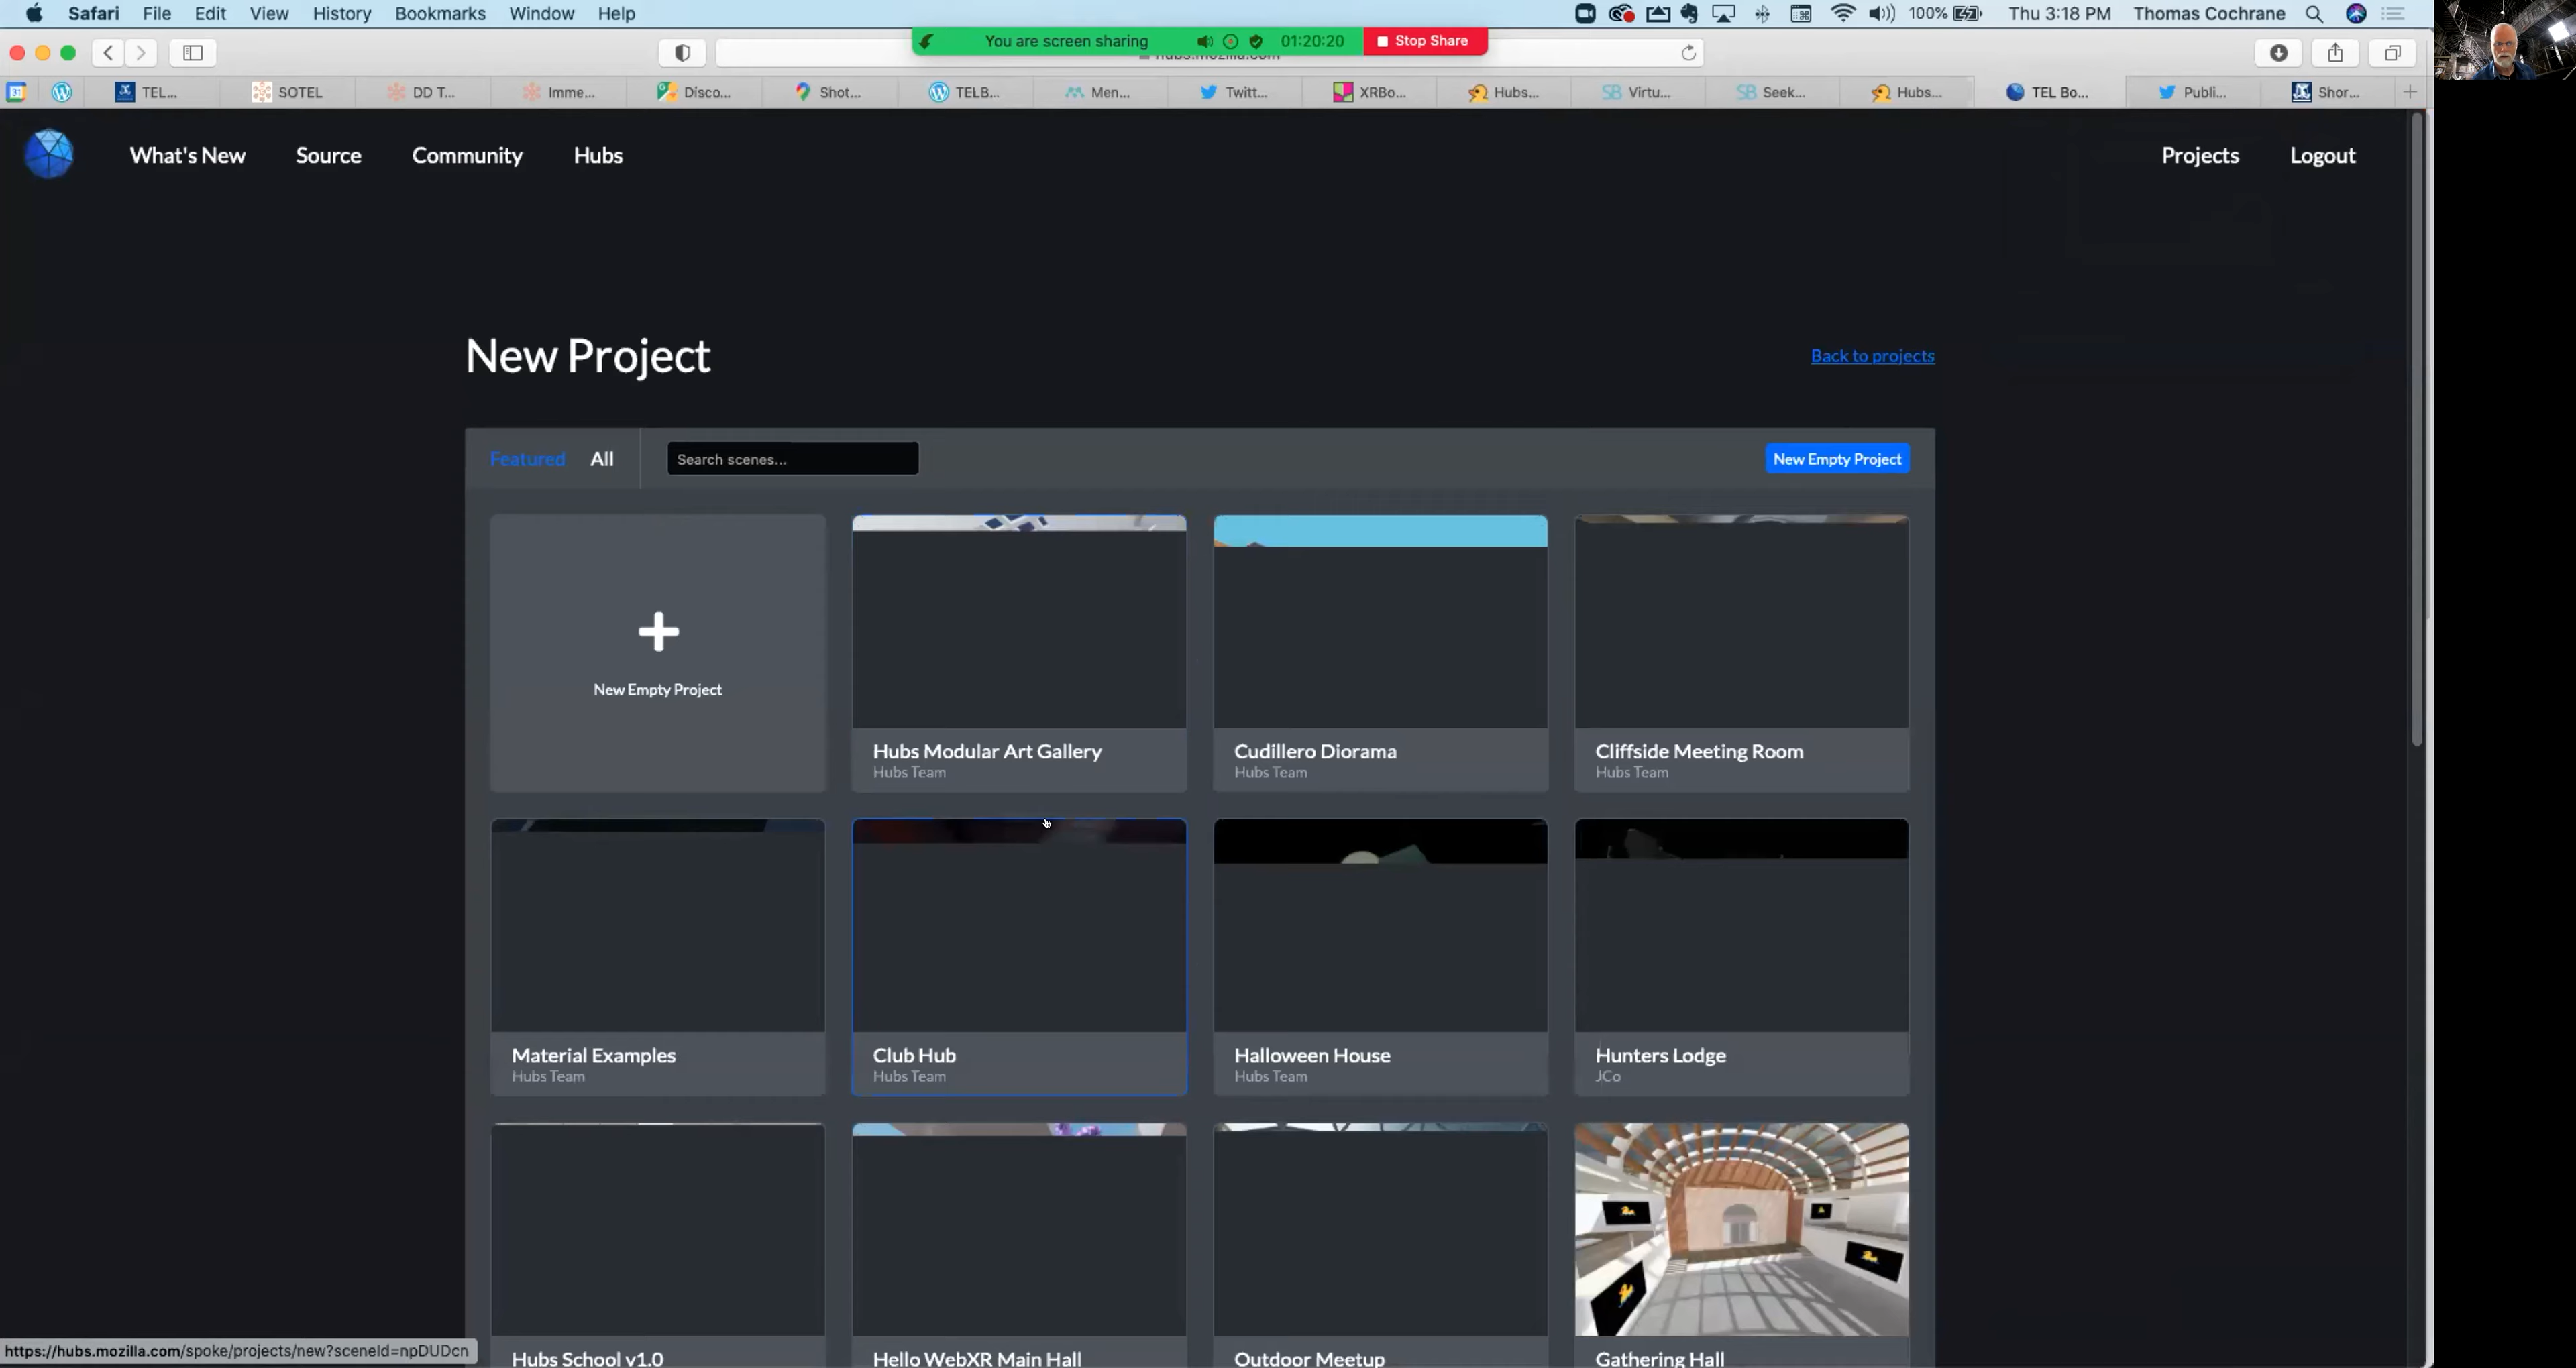 Safari File Edit View History Bookmarks Window Help 100% Thu 3:18 PM Thomas Cochrane
You are screen sharing 01:20:20 Stop Share
hubs.mozilla.com
31 TEL... SOTEL DD T... Imme... Disco... Shot... TELB... Men... Twitt... XRBo... Hubs... Virtu... Seek... Hubs... TEL Bo... Publi... Shor...
What's New Source Community Hubs Projects Logout
New Project Back to projects
Featured All Search scenes... New Empty Project
New Empty Project
Hubs Modular Art Gallery
Hubs Team
Cudillero Diorama
Hubs Team
Cliffside Meeting Room
Hubs Team
Material Examples
Hubs Team
Club Hub
Hubs Team
Halloween House
Hubs Team
Hunters Lodge
JCo
Hubs School v1.0
Hello WebXR Main Hall
Outdoor Meetup
Gathering Hall
https://hubs.mozilla.com/spoke/projects/new?sceneId=npDUDcn